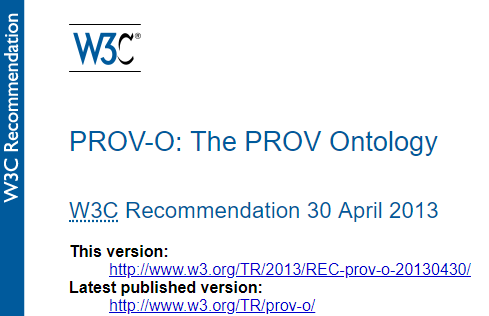 W3C Recommendation
W3C®
PROV-O: The PROV Ontology
W3C Recommendation 30 April 2013
This version:
http://www.w3.org/TR/2013/REC-prov-o-20130430/
Latest published version:
http://www.w3.org/TR/prov-o/